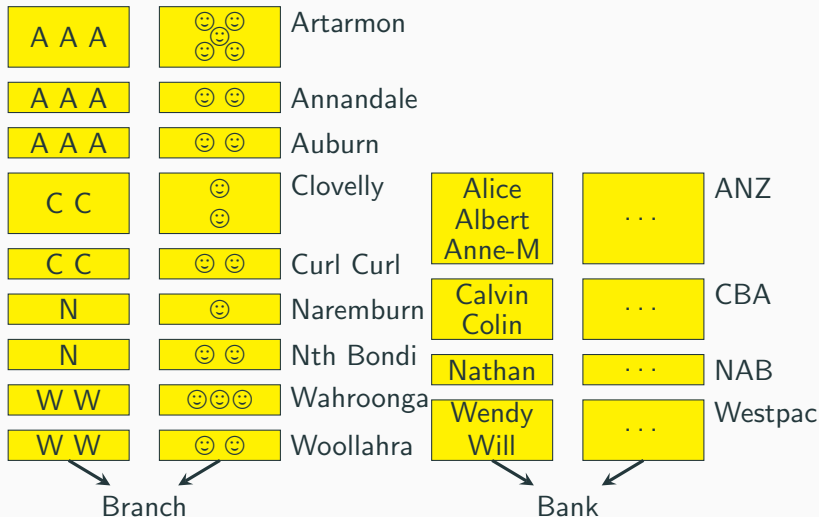 A A A ☺ ☺ ☺ ☺ ☺ Artarmon
A A A ☺ ☺ Annandale
A A A ☺ ☺ Auburn
C C ☺ ☺ Clovelly
C C ☺ ☺ Curl Curl
N ☺ Naremburn
N ☺ ☺ Nth Bondi
W W ☺☺☺ Wahroonga
W W ☺ ☺ Woollahra
Branch
Alice
Albert
Anne-M
· · ·
ANZ
Calvin
Colin
· · ·
CBA
Nathan
· · ·
NAB
Wendy
Will
· · ·
Westpac
Bank